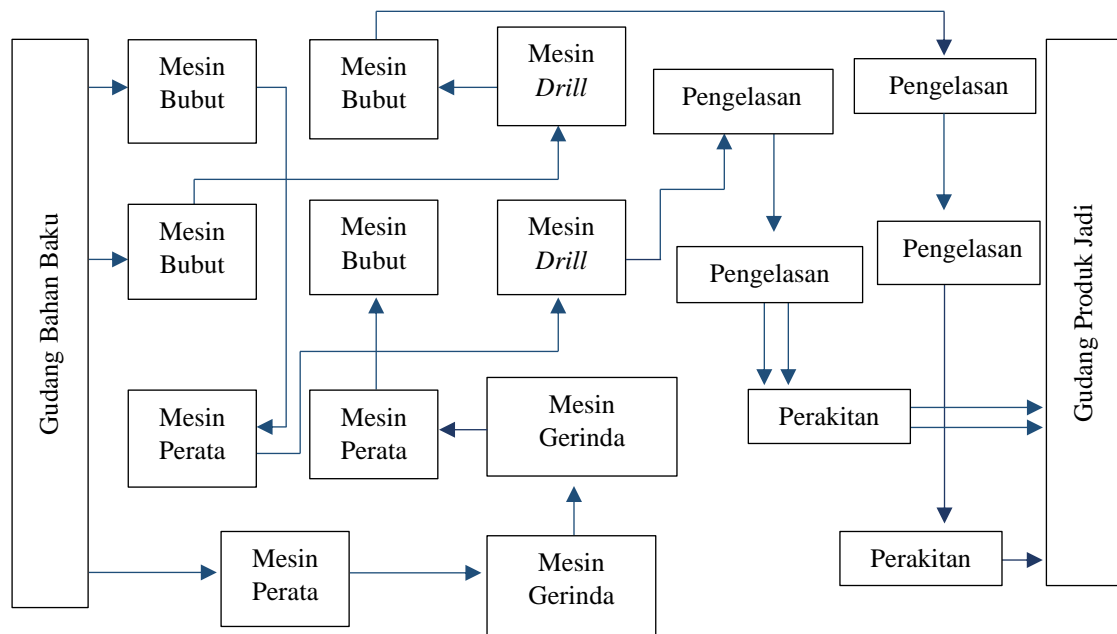 Gudang Bahan Baku
Mesin
Bubut
Mesin
Bubut
Mesin
Drill
Pengelasan
Pengelasan
Gudang Produk Jadi
Mesin
Bubut
Mesin
Bubut
Mesin
Drill
Pengelasan
Pengelasan
Mesin
Perata
Mesin
Perata
Mesin
Gerinda
Perakitan
Mesin
Perata
Mesin
Gerinda
Perakitan